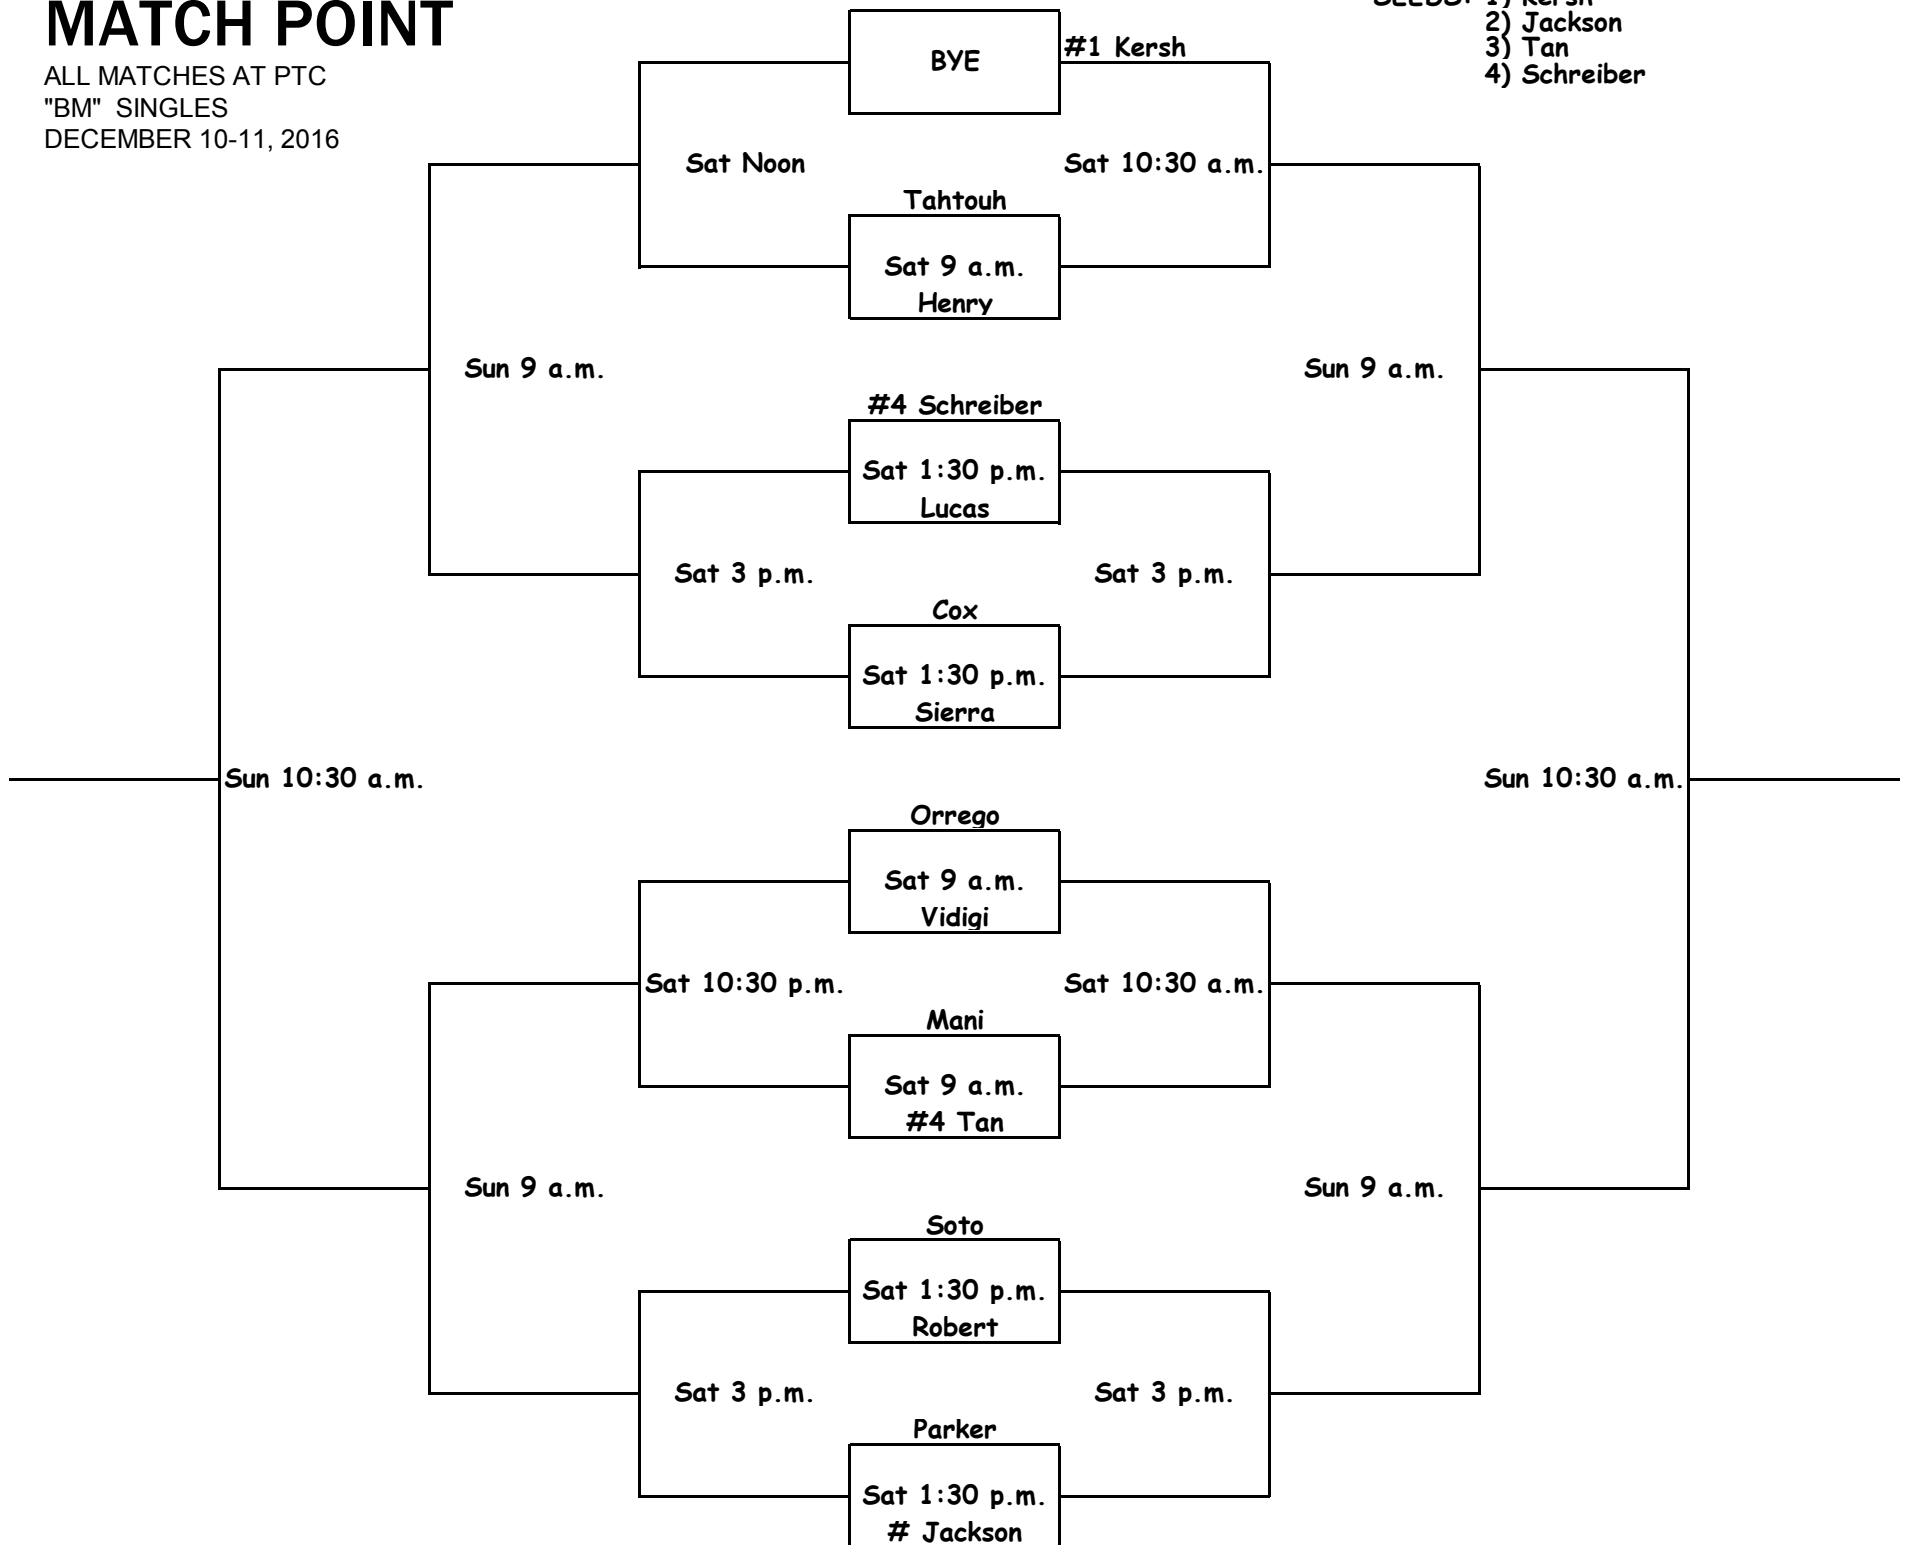 MATCH POINT
ALL MATCHES AT PTC
"BM" SINGLES
DECEMBER 10-11, 2016
SEEDS: 1) Kersh
2) Jackson
3) Tan
4) Schreiber
BYE
#1 Kersh
Sat Noon
Sat 10:30 a.m.
Tahtouh
Sat 9 a.m.
Henry
Sun 9 a.m.
Sun 9 a.m.
#4 Schreiber
Sat 1:30 p.m.
Lucas
Sat 3 p.m.
Sat 3 p.m.
Cox
Sat 1:30 p.m.
Sierra
Sun 10:30 a.m.
Sun 10:30 a.m.
Orrego
Sat 9 a.m.
Vidigi
Sat 10:30 p.m.
Sat 10:30 a.m.
Mani
Sat 9 a.m.
#4 Tan
Sun 9 a.m.
Sun 9 a.m.
Soto
Sat 1:30 p.m.
Robert
Sat 3 p.m.
Sat 3 p.m.
Parker
Sat 1:30 p.m.
# Jackson